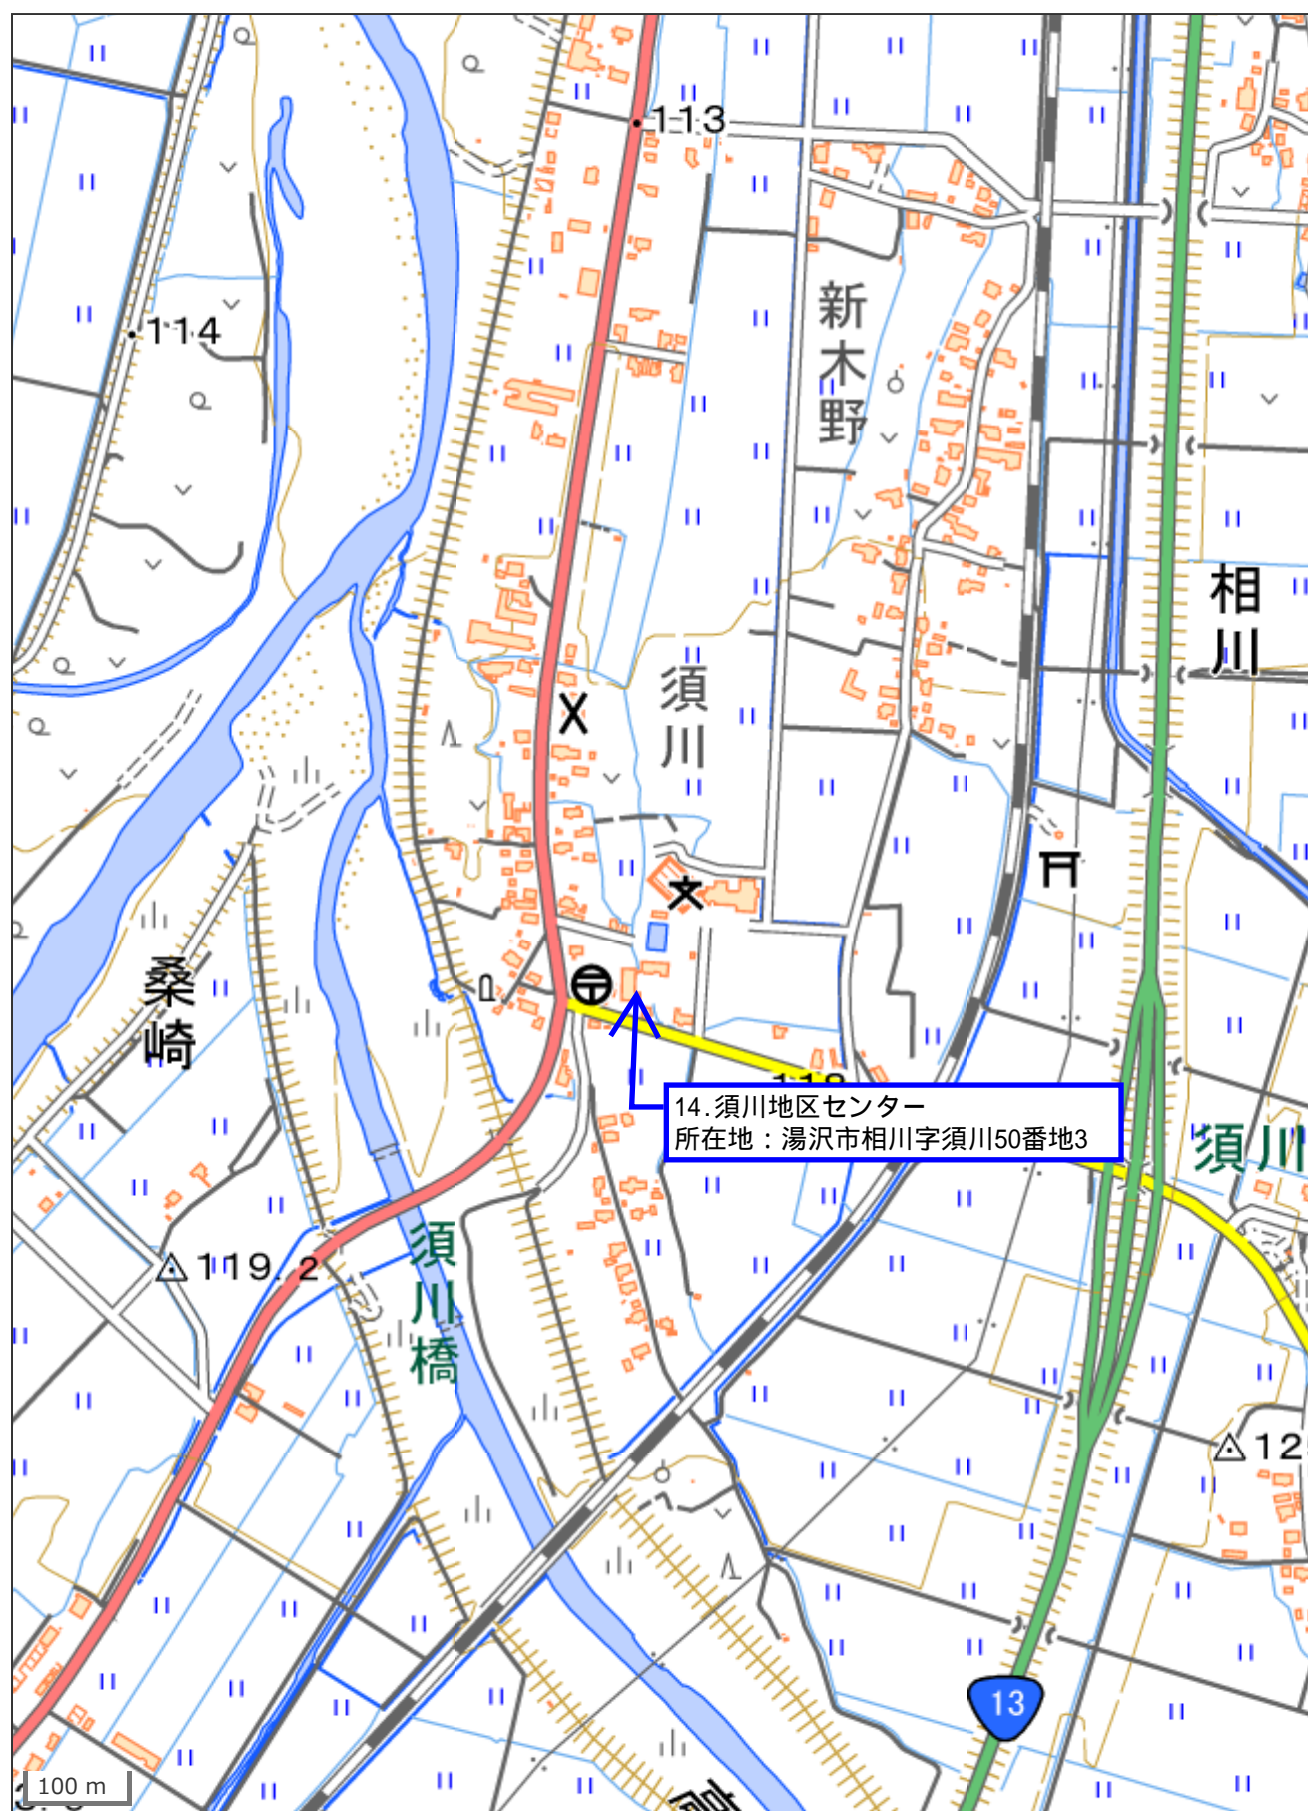 113
114
新木野
相川
須川
桑崎
14.須川地区センター
所在地：湯沢市相川字須川50番地3
須川
119.2
須川橋
12
13
100 m